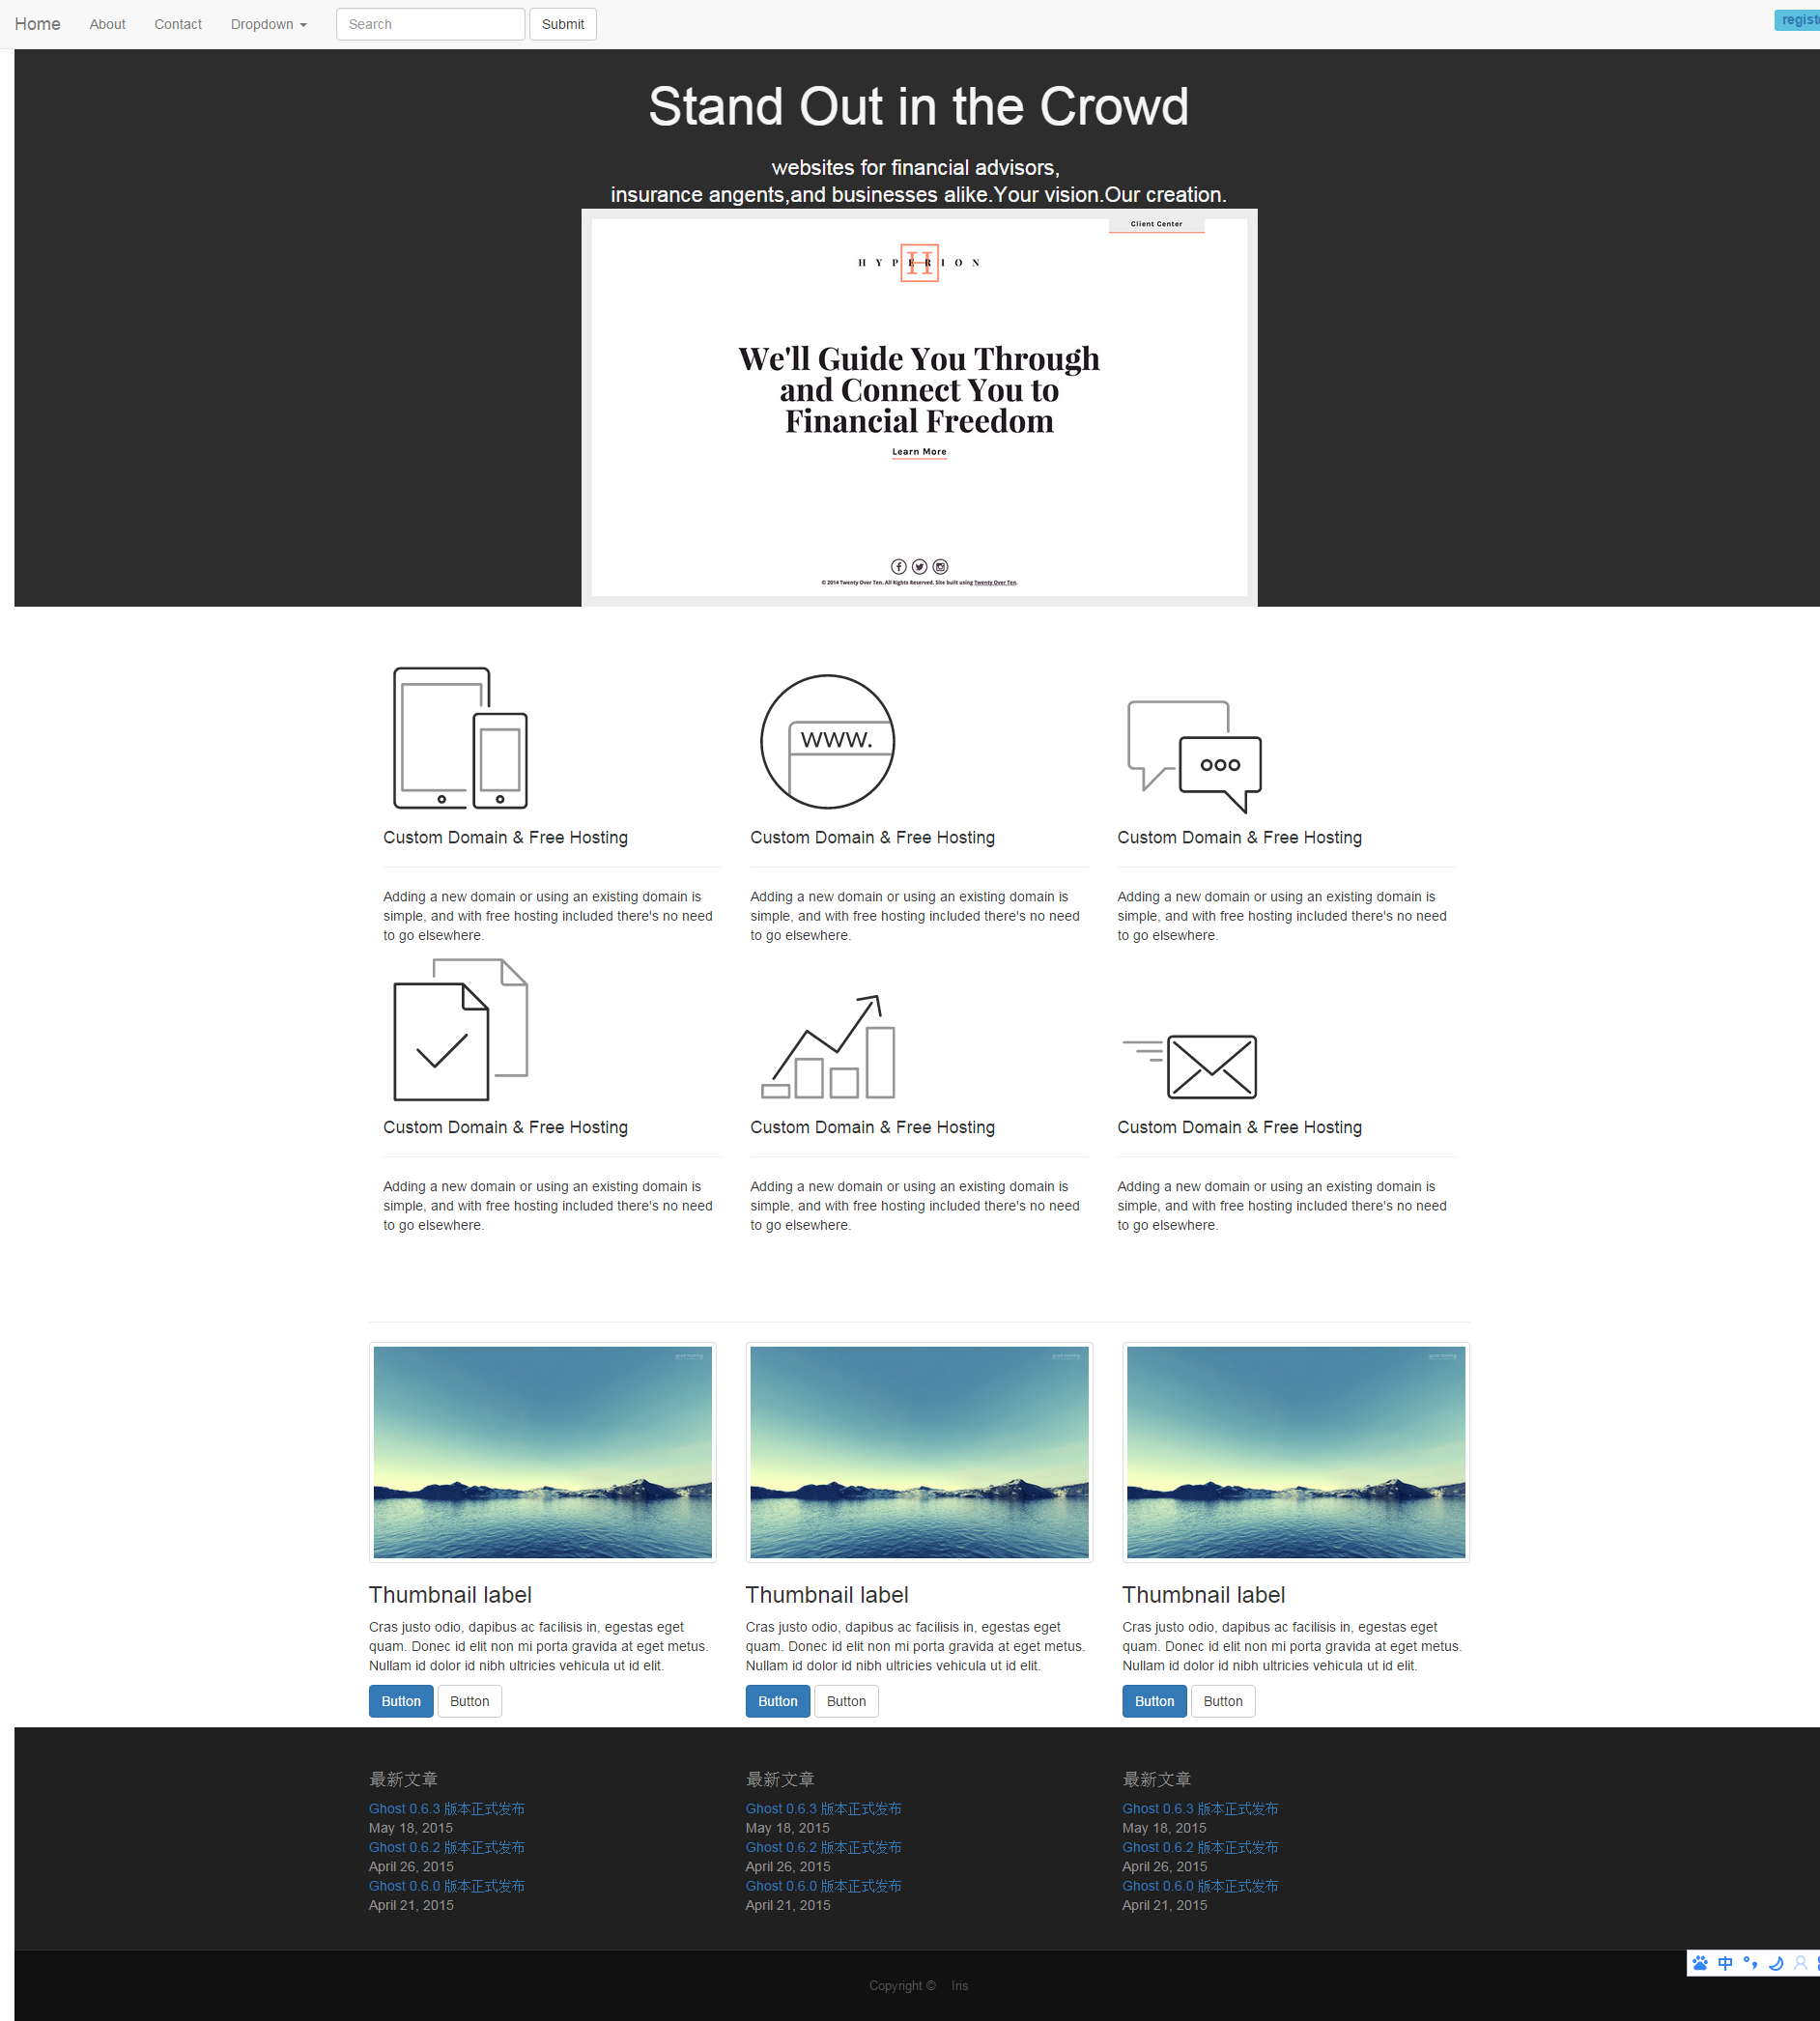 Home About Contact Dropdown Search Submit
Stand Out in the Crowd
websites for financial advisors,
insurance angents,and businesses alike.Your vision.Our creation.
Client Center
HYPERION
H
We'll Guide You Through
and Connect You to
Financial Freedom
Learn More
© 2014 Twenty Over Ten. All Rights Reserved. Site built using Twenty Over Ten.
WWW.
Custom Domain & Free Hosting
Adding a new domain or using an existing domain is
simple, and with free hosting included there's no need
to go elsewhere.
Custom Domain & Free Hosting
Adding a new domain or using an existing domain is
simple, and with free hosting included there's no need
to go elsewhere.
Custom Domain & Free Hosting
Adding a new domain or using an existing domain is
simple, and with free hosting included there's no need
to go elsewhere.
Custom Domain & Free Hosting
Adding a new domain or using an existing domain is
simple, and with free hosting included there's no need
to go elsewhere.
Custom Domain & Free Hosting
Adding a new domain or using an existing domain is
simple, and with free hosting included there's no need
to go elsewhere.
Custom Domain & Free Hosting
Adding a new domain or using an existing domain is
simple, and with free hosting included there's no need
to go elsewhere.
Thumbnail label
Cras justo odio, dapibus ac facilisis in, egestas eget
quam. Donec id elit non mi porta gravida at eget metus.
Nullam id dolor id nibh ultricies vehicula ut id elit.
Button Button
Thumbnail label
Cras justo odio, dapibus ac facilisis in, egestas eget
quam. Donec id elit non mi porta gravida at eget metus.
Nullam id dolor id nibh ultricies vehicula ut id elit.
Button Button
Thumbnail label
Cras justo odio, dapibus ac facilisis in, egestas eget
quam. Donec id elit non mi porta gravida at eget metus.
Nullam id dolor id nibh ultricies vehicula ut id elit.
Button Button
最新文章
Ghost 0.6.3 版本正式发布
May 18, 2015
Ghost 0.6.2 版本正式发布
April 26, 2015
Ghost 0.6.0 版本正式发布
April 21, 2015
最新文章
Ghost 0.6.3 版本正式发布
May 18, 2015
Ghost 0.6.2 版本正式发布
April 26, 2015
Ghost 0.6.0 版本正式发布
April 21, 2015
最新文章
Ghost 0.6.3 版本正式发布
May 18, 2015
Ghost 0.6.2 版本正式发布
April 26, 2015
Ghost 0.6.0 版本正式发布
April 21, 2015
中
Copyright © Iris